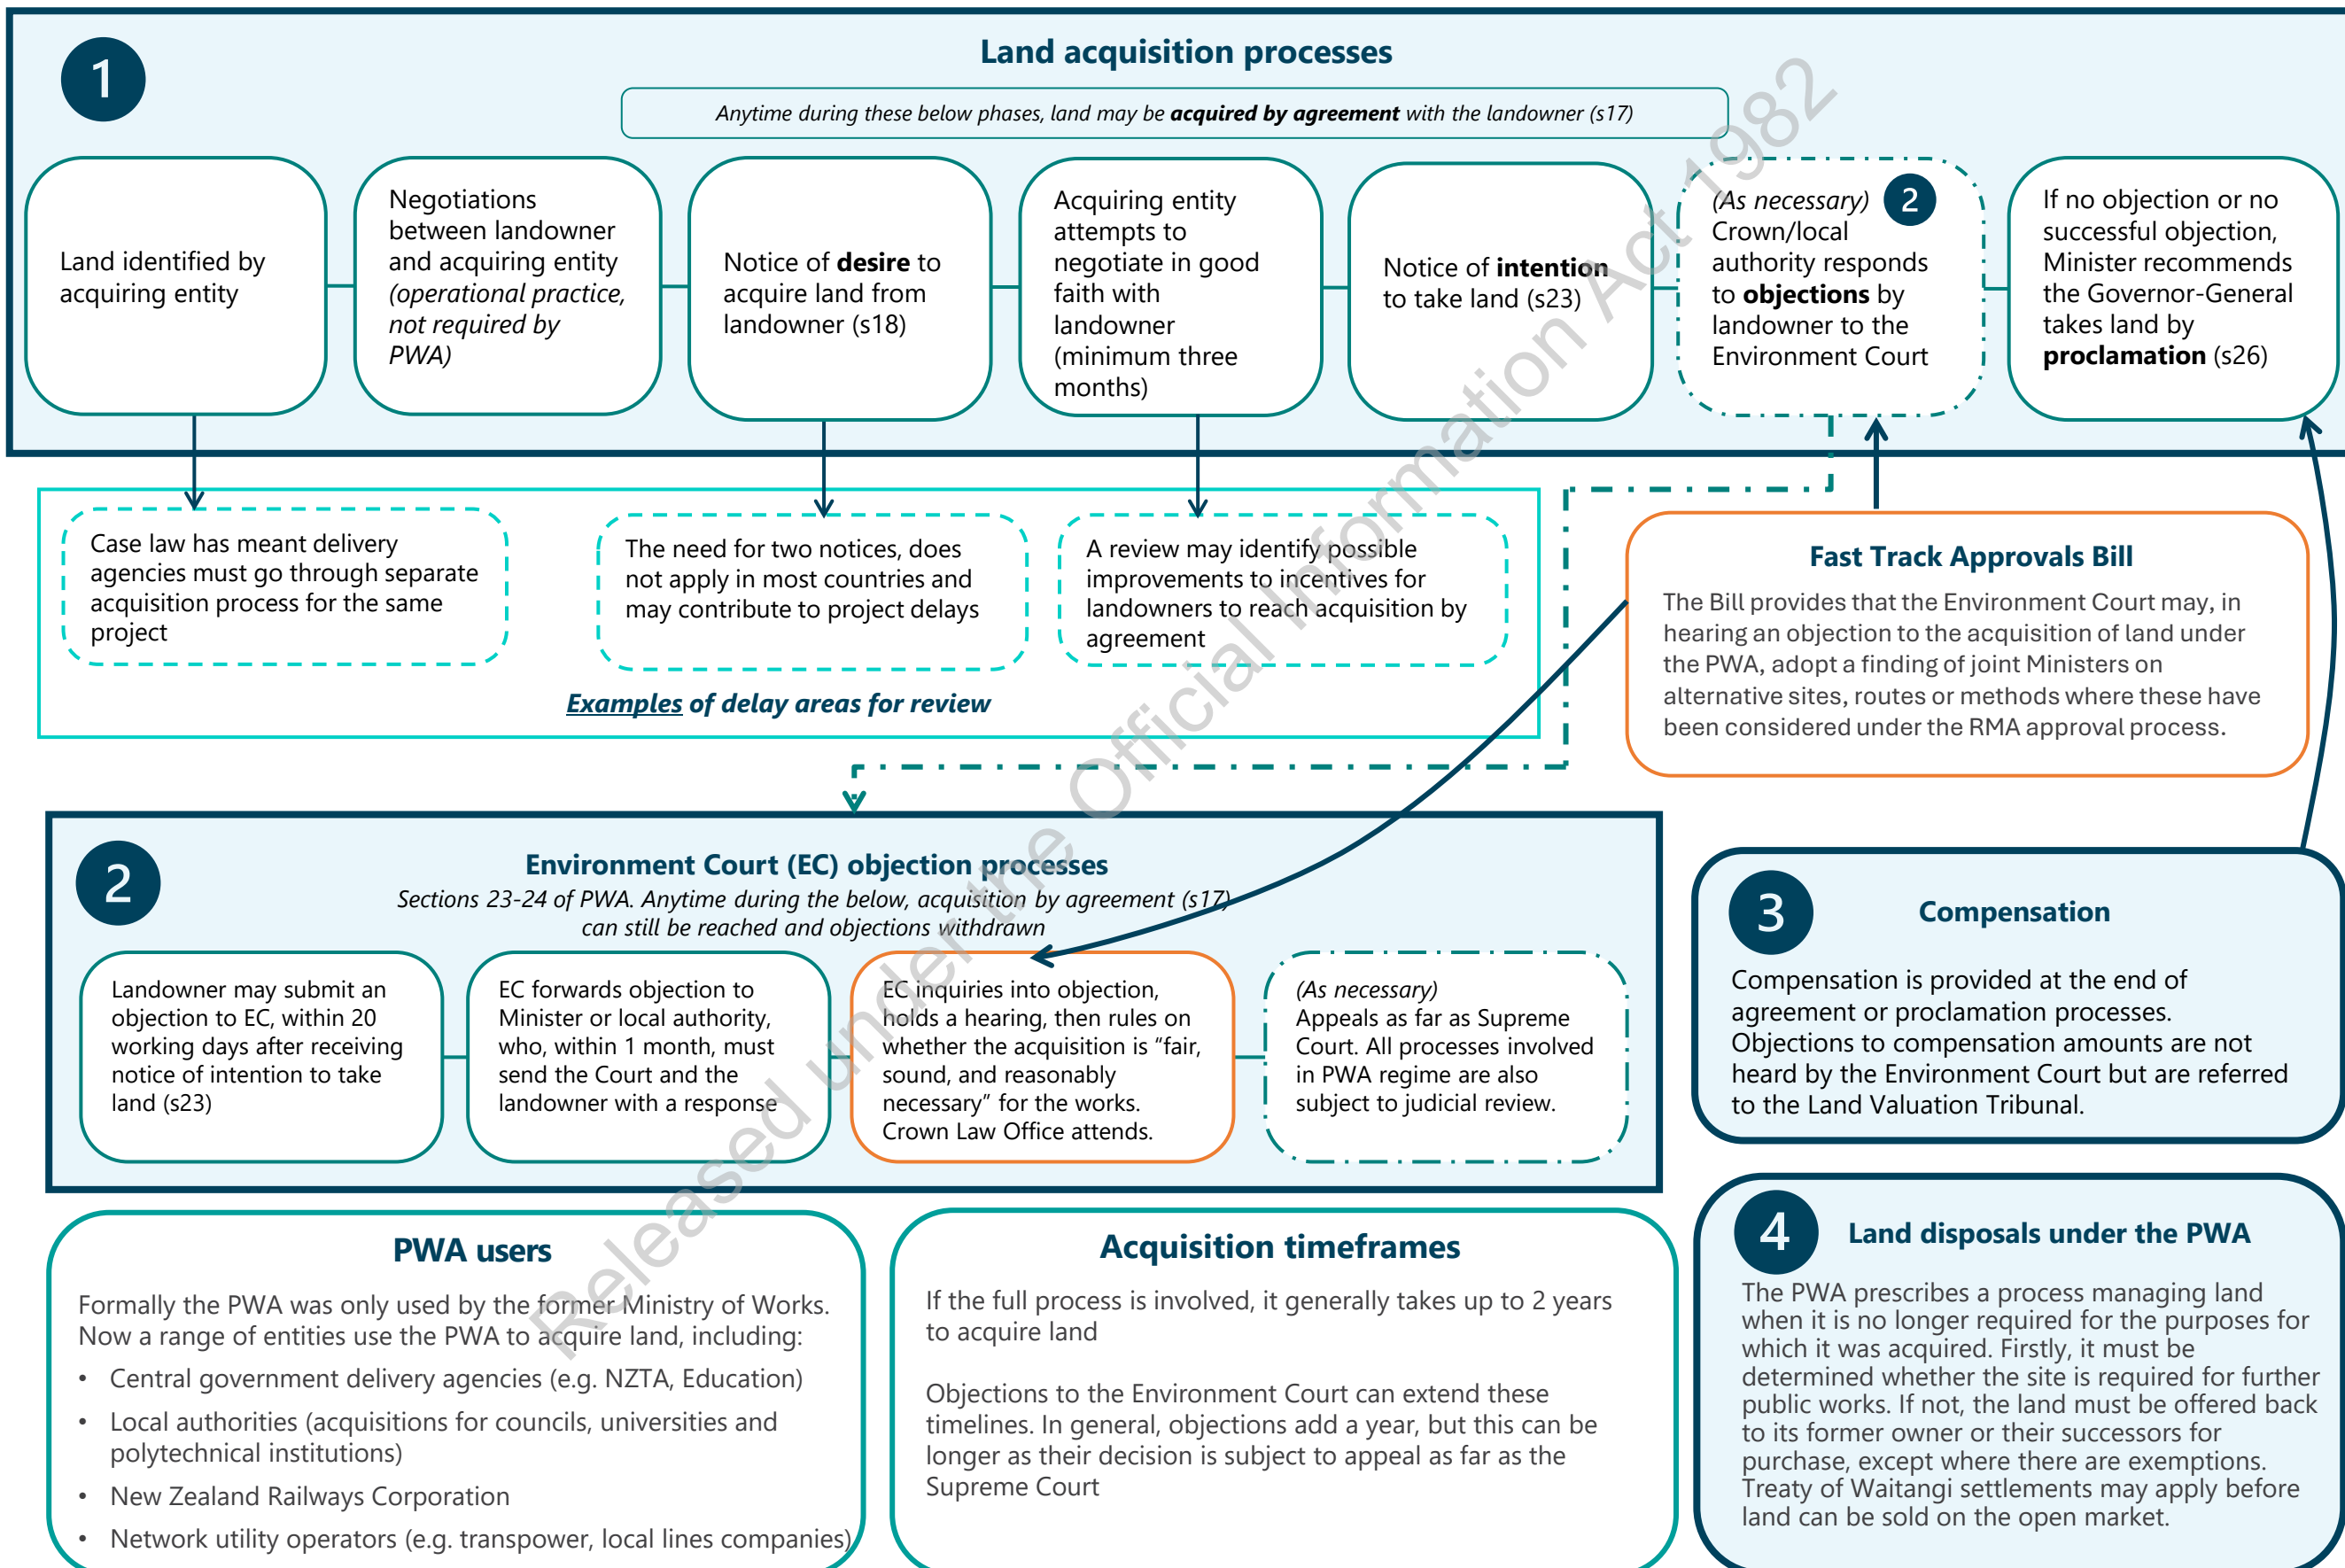 1
Land acquisition processes
Anytime during these below phases, land may be acquired by agreement with the landowner (s17)
Land identified by
acquiring entity
Negotiations
between landowner
and acquiring entity
(operational practice,
not required by
PWA)
Notice of desire to
acquire land from
landowner (s18)
Acquiring entity
attempts to
negotiate in good
faith with
landowner
(minimum three
months)
Notice of intention
to take land (s23)
(As necessary) 2
Crown/local
authority responds
to objections by
landowner to the
Environment Court
If no objection or no
successful objection,
Minister recommends
the Governor-General
takes land by
proclamation (s26)
Case law has meant delivery
agencies must go through separate
acquisition process for the same
project
The need for two notices, does
not apply in most countries and
may contribute to project delays
A review may identify possible
improvements to incentives for
landowners to reach acquisition by
agreement
Examples of delay areas for review
Fast Track Approvals Bill
The Bill provides that the Environment Court may, in
hearing an objection to the acquisition of land under
the PWA, adopt a finding of joint Ministers on
alternative sites, routes or methods where these have
been considered under the RMA approval process.
2
Environment Court (EC) objection processes
Sections 23-24 of PWA. Anytime during the below, acquisition by agreement (s17)
can still be reached and objections withdrawn
Landowner may submit an
objection to EC, within 20
working days after receiving
notice of intention to take
land (s23)
EC forwards objection to
Minister or local authority,
who, within 1 month, must
send the Court and the
landowner with a response
EC inquiries into objection,
holds a hearing, then rules on
whether the acquisition is "fair,
sound, and reasonably
necessary" for the works.
Crown Law Office attends.
(As necessary)
Appeals as far as Supreme
Court. All processes involved
in PWA regime are also
subject to judicial review.
3
Compensation
Compensation is provided at the end of
agreement or proclamation processes.
Objections to compensation amounts are not
heard by the Environment Court but are referred
to the Land Valuation Tribunal.
PWA users
Formally the PWA was only used by the former Ministry of Works.
Now a range of entities use the PWA to acquire land, including:
• Central government delivery agencies (e.g. NZTA, Education)
• Local authorities (acquisitions for councils, universities and
polytechnical institutions)
• New Zealand Railways Corporation
• Network utility operators (e.g. transpower, local lines companies)
Acquisition timeframes
If the full process is involved, it generally takes up to 2 years
to acquire land
Objections to the Environment Court can extend these
timelines. In general, objections add a year, but this can be
longer as their decision is subject to appeal as far as the
Supreme Court
4
Land disposals under the PWA
The PWA prescribes a process managing land
when it is no longer required for the purposes for
which it was acquired. Firstly, it must be
determined whether the site is required for further
public works. If not, the land must be offered back
to its former owner or their successors for
purchase, except where there are exemptions.
Treaty of Waitangi settlements may apply before
land can be sold on the open market.
Released under the Official Information Act 1982